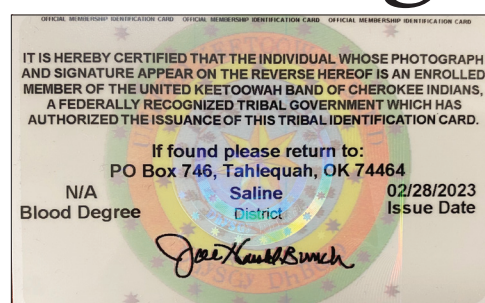 OFFICIAL MEMBERSHIP IDENTIFICATION CARD OFFICIAL MEMBERSHIP IDENTIFICATION CARD OFFICIAL MEMBERSHIP IDENTIFICATION CARD
IT IS HEREBY CERTIFIED THAT THE INDIVIDUAL WHOSE PHOTOGRAPH
AND SIGNATURE APPEAR ON THE REVERSE HEREOF IS AN ENROLLED
MEMBER OF THE UNITED KEETOOWAH BAND OF CHEROKEE INDIANS,
A FEDERALLY RECOGNIZED TRIBAL GOVERNMENT WHICH HAS
AUTHORIZED THE ISSUANCE OF THIS TRIBAL IDENTIFICATION CARD.
If found please return to:
PO Box 746, Tahlequah, OK 74464
N/A Saline 02/28/2023
Blood Degree District Issue Date